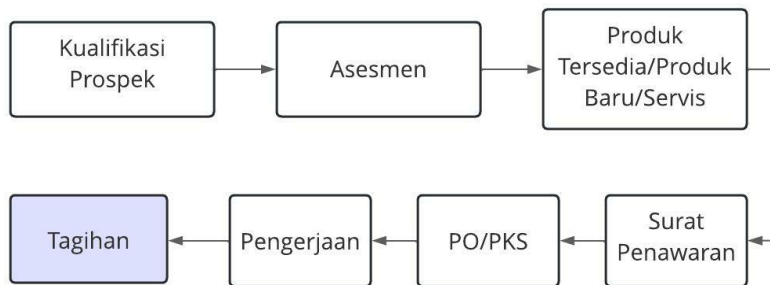 Kualifikasi
Prospek
Asesmen
Produk
Tersedia/Produk
Baru/Servis
Surat
Penawaran
PO/PKS
Pengerjaan
Tagihan